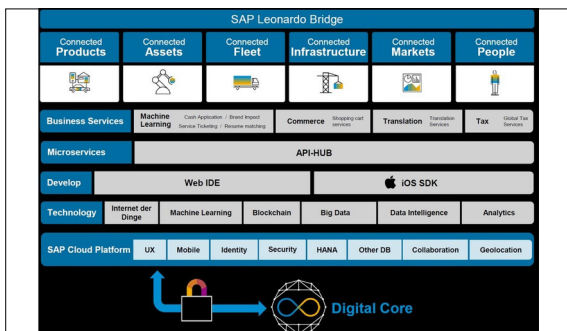 SAP Leonardo Bridge
Connected Products
Connected Assets
Connected Fleet
Connected Infrastructure
Connected Markets
Connected People
Business Services
Machine Learning
Cash Application / Brand Impact
Service Ticketing / Resume matching
Commerce
Shopping cart services
Translation
Translation Services
Tax
Global Tax Services
Microservices
API-HUB
Develop
Web IDE
iOS SDK
Technology
Internet der Dinge
Machine Learning
Blockchain
Big Data
Data Intelligence
Analytics
SAP Cloud Platform
UX
Mobile
Identity
Security
HANA
Other DB
Collaboration
Geolocation
Digital Core